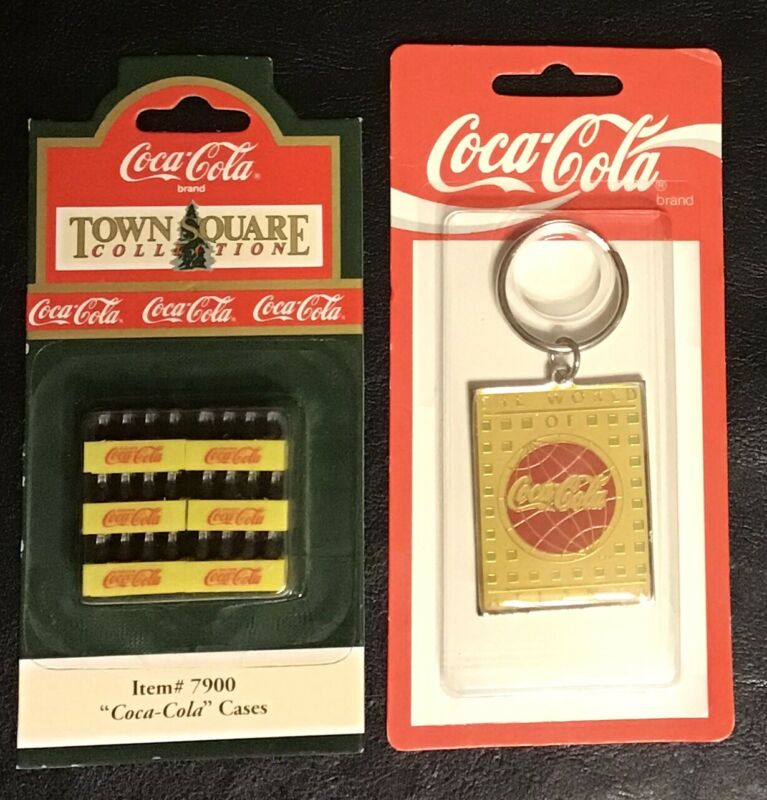 Coca-Cola®
brand
TOWN SQUARE
COLLECTION
Coca-Cola® Coca-Cola® Coca-Cola®
Coca-Cola Coca-Cola
Coca-Cola Coca-Cola
Coca-Cola Coca-Cola
Item# 7900
“Coca-Cola” Cases
Coca-Cola®
brand
THE WORLD
OF
Coca-Cola